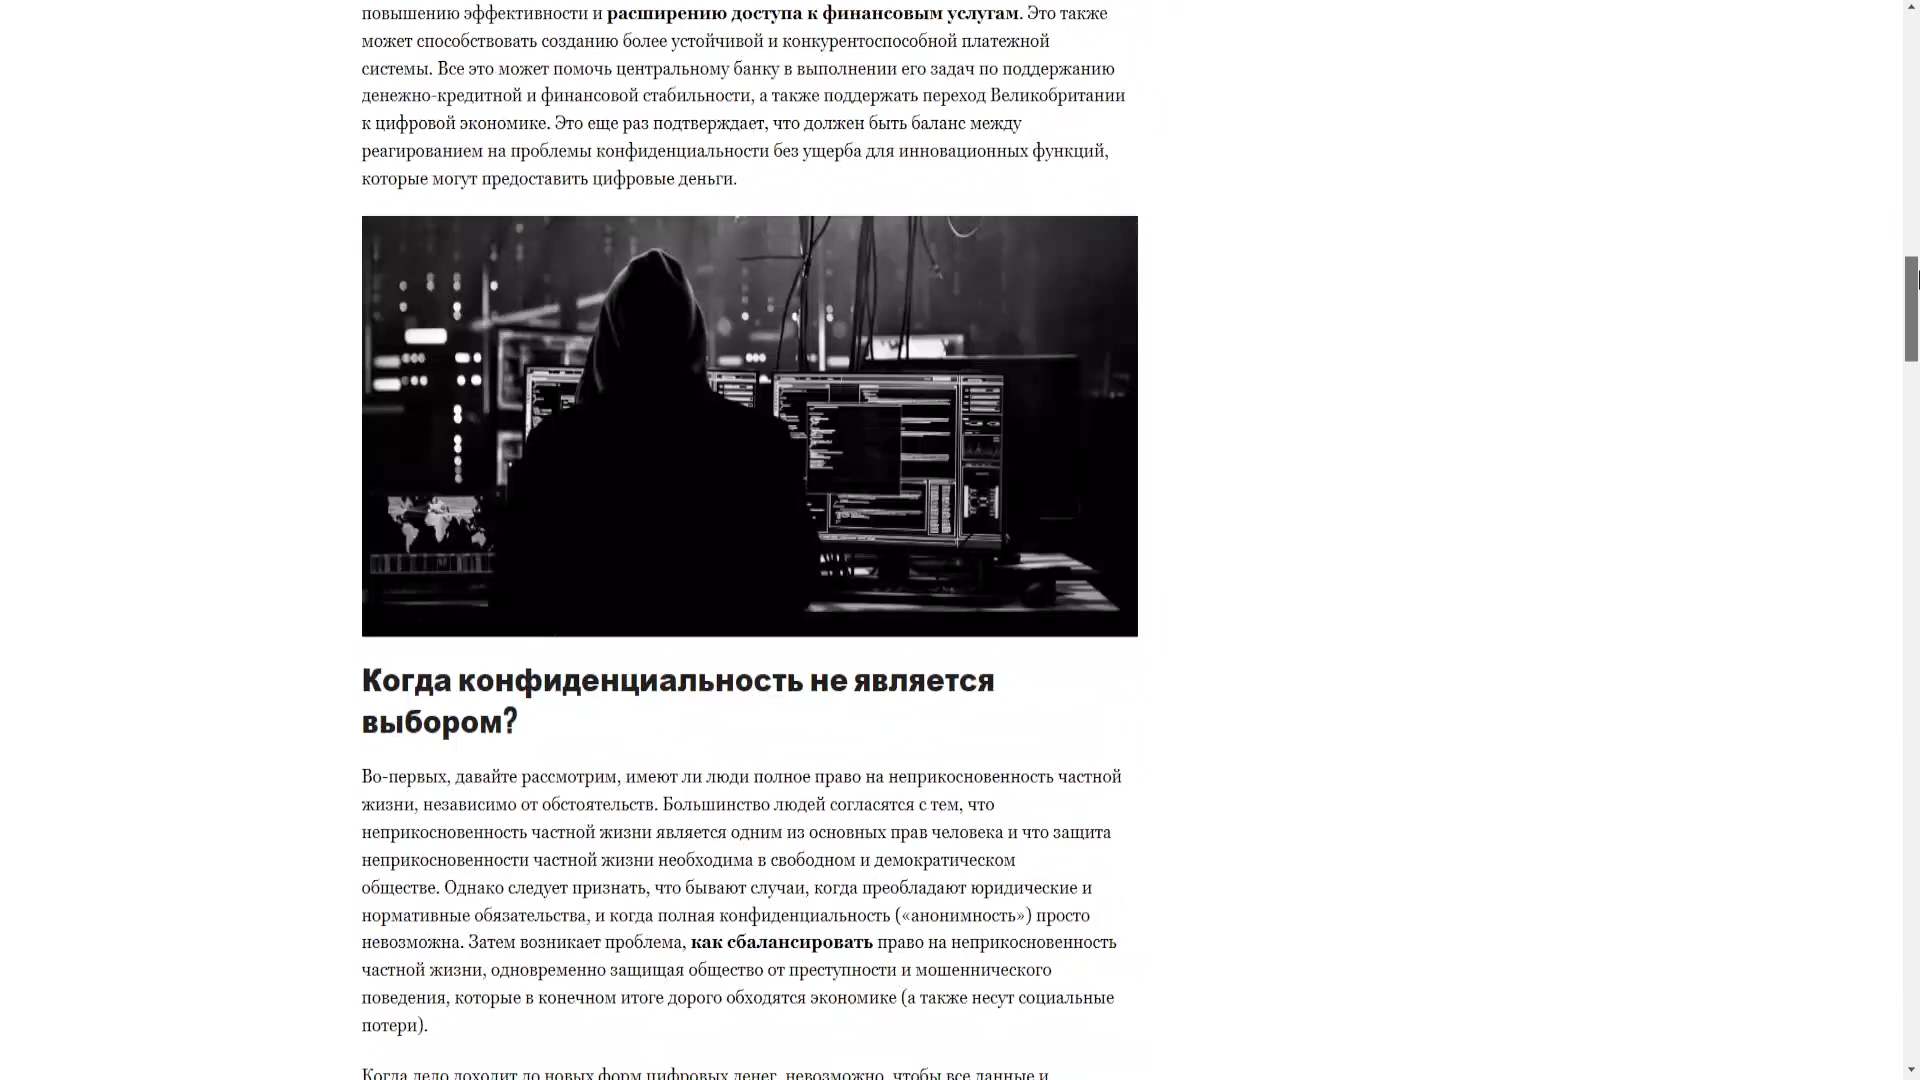 повышению эффективности и расширению доступа к финансовым услугам. Это также
может способствовать созданию более устойчивой и конкурентоспособной платежной
системы. Все это может помочь центральному банку в выполнении его задач по поддержанию
денежно-кредитной и финансовой стабильности, а также поддержать переход Великобритании
к цифровой экономике. Это еще раз подтверждает, что должен быть баланс между
реагированием на проблемы конфиденциальности без ущерба для инновационных функций,
которые могут предоставить цифровые деньги.
Когда конфиденциальность не является
выбором?
Во-первых, давайте рассмотрим, имеют ли люди полное право на неприкосновенность частной
жизни, независимо от обстоятельств. Большинство людей согласятся с тем, что
неприкосновенность частной жизни является одним из основных прав человека и что защита
неприкосновенности частной жизни необходима в свободном и демократическом
обществе. Однако следует признать, что бывают случаи, когда преобладают юридические и
нормативные обязательства, и когда полная конфиденциальность («анонимность») просто
невозможна. Затем возникает проблема, как сбалансировать право на неприкосновенность
частной жизни, одновременно защищая общество от преступности и мошеннического
поведения, которые в конечном итоге дорого обходятся экономике (а также несут социальные
потери).
Когда дело доходит до новых форм цифровых денег, невозможно, чтобы все данные и